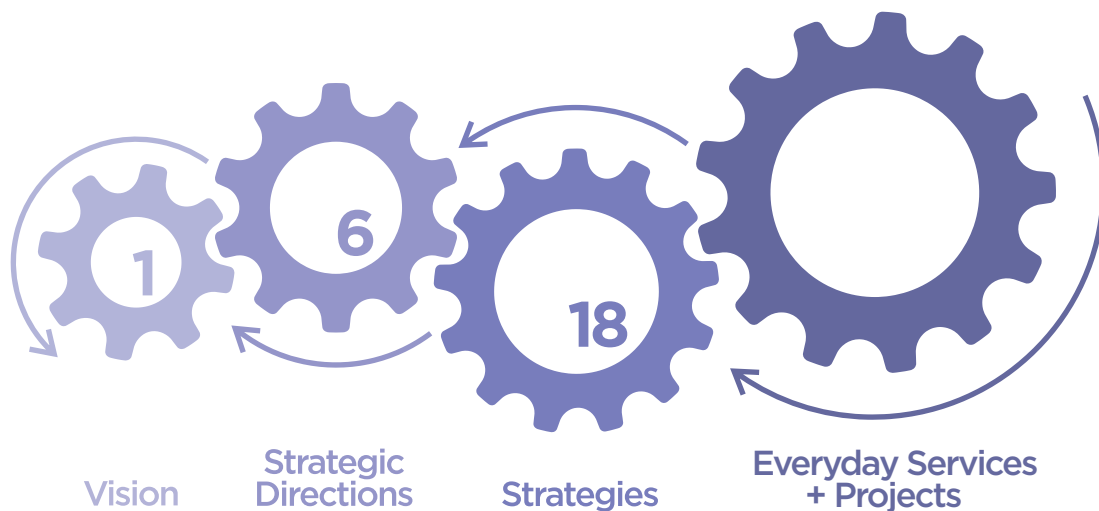 1
6
18
Vision
Strategic
Directions
Strategies
Everyday Services
+ Projects